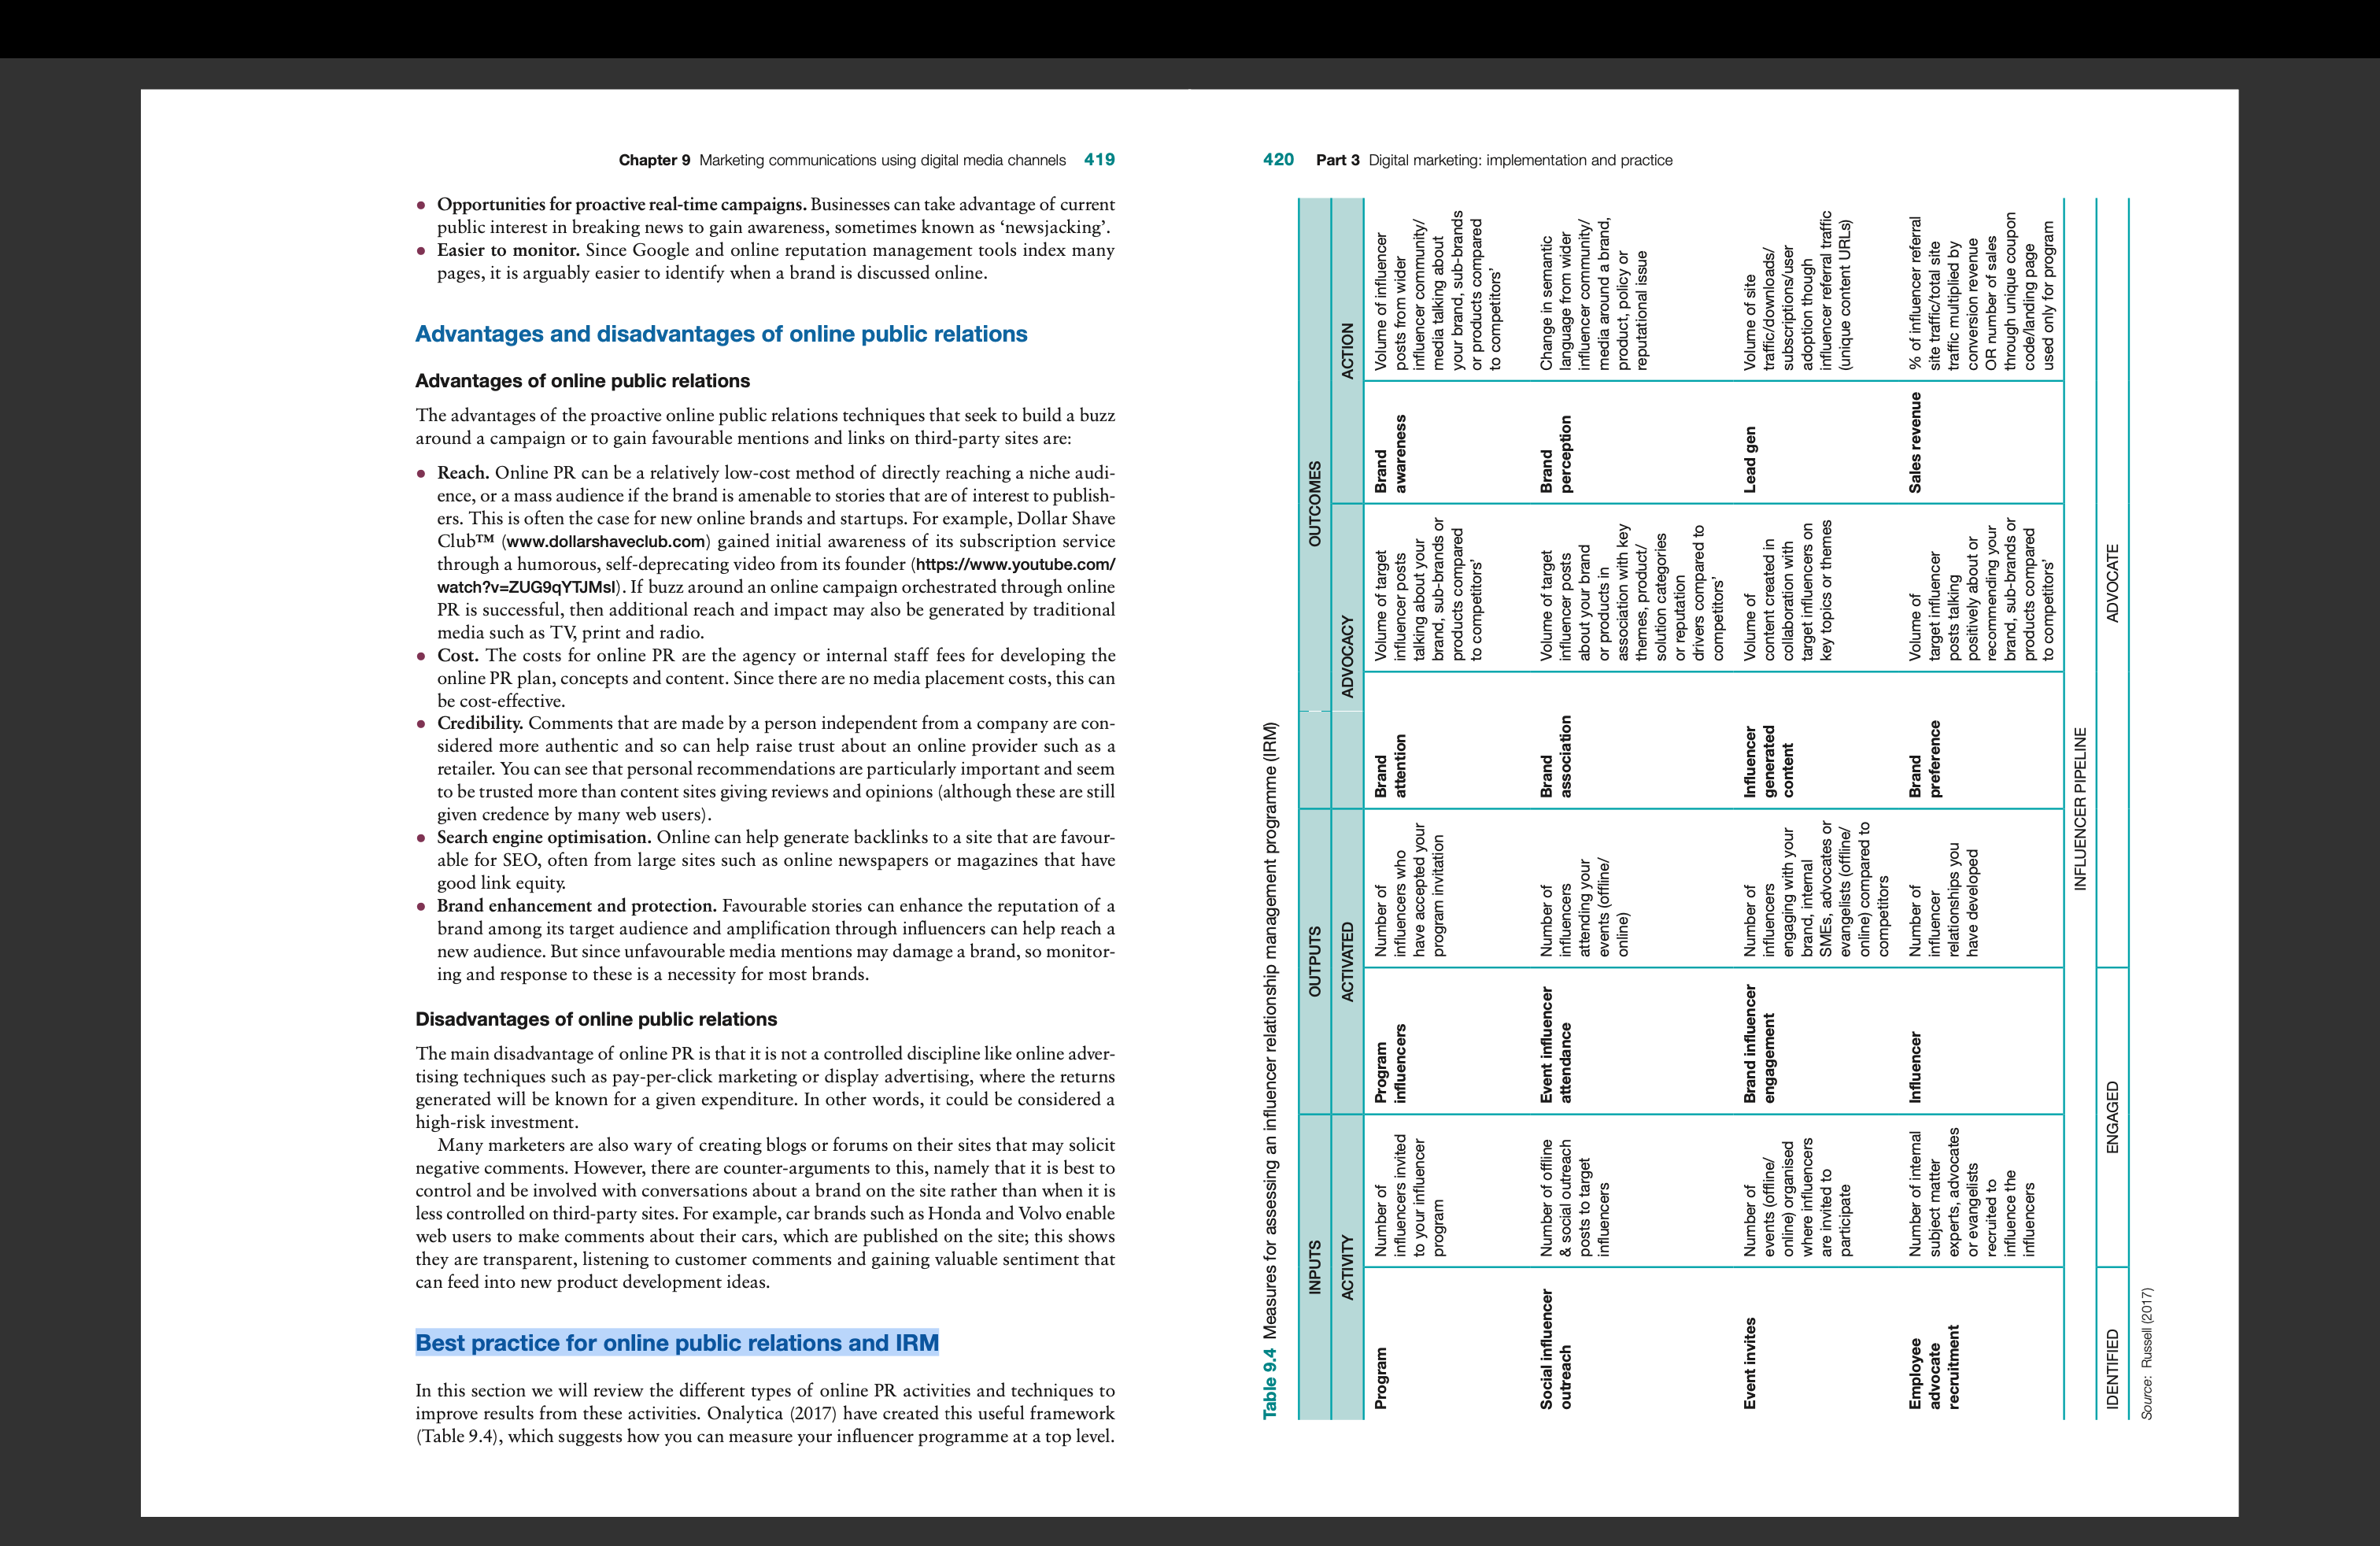 Chapter 9 Marketing communications using digital media channels 419
● Opportunities for proactive real-time campaigns. Businesses can take advantage of current
public interest in breaking news to gain awareness, sometimes known as ‘newsjacking’.
● Easier to monitor. Since Google and online reputation management tools index many
pages, it is arguably easier to identify when a brand is discussed online.
Advantages and disadvantages of online public relations
Advantages of online public relations
The advantages of the proactive online public relations techniques that seek to build a buzz
around a campaign or to gain favourable mentions and links on third-party sites are:
● Reach. Online PR can be a relatively low-cost method of directly reaching a niche audi-
ence, or a mass audience if the brand is amenable to stories that are of interest to publish-
ers. This is often the case for new online brands and startups. For example, Dollar Shave
Club™ (www.dollarshaveclub.com) gained initial awareness of its subscription service
through a humorous, self-deprecating video from its founder (https://www.youtube.com/
watch?v=ZUG9qYTJMsI). If buzz around an online campaign orchestrated through online
PR is successful, then additional reach and impact may also be generated by traditional
media such as TV, print and radio.
● Cost. The costs for online PR are the agency or internal staff fees for developing the
online PR plan, concepts and content. Since there are no media placement costs, this can
be cost-effective.
● Credibility. Comments that are made by a person independent from a company are con-
sidered more authentic and so can help raise trust about an online provider such as a
retailer. You can see that personal recommendations are particularly important and seem
to be trusted more than content sites giving reviews and opinions (although these are still
given credence by many web users).
● Search engine optimisation. Online can help generate backlinks to a site that are favour-
able for SEO, often from large sites such as online newspapers or magazines that have
good link equity.
● Brand enhancement and protection. Favourable stories can enhance the reputation of a
brand among its target audience and amplification through influencers can help reach a
new audience. But since unfavourable media mentions may damage a brand, so monitor-
ing and response to these is a necessity for most brands.
Disadvantages of online public relations
The main disadvantage of online PR is that it is not a controlled discipline like online adver-
tising techniques such as pay-per-click marketing or display advertising, where the returns
generated will be known for a given expenditure. In other words, it could be considered a
high-risk investment.
Many marketers are also wary of creating blogs or forums on their sites that may solicit
negative comments. However, there are counter-arguments to this, namely that it is best to
control and be involved with conversations about a brand on the site rather than when it is
less controlled on third-party sites. For example, car brands such as Honda and Volvo enable
web users to make comments about their cars, which are published on the site; this shows
they are transparent, listening to customer comments and gaining valuable sentiment that
can feed into new product development ideas.
Best practice for online public relations and IRM
In this section we will review the different types of online PR activities and techniques to
improve results from these activities. Onalytica (2017) have created this useful framework
(Table 9.4), which suggests how you can measure your influencer programme at a top level.
420 Part 3 Digital marketing: implementation and practice
Table 9.4 Measures for assessing an influencer relationship management programme (IRM)
INPUTS
OUTPUTS
OUTCOMES
ACTIVITY
ACTIVATED
ADVOCACY
ACTION
Program
Number of
influencers invited
to your influencer
program
Program
influencers
Number of
influencers who
have accepted your
program invitation
Brand
attention
Volume of target
influencer posts
talking about your
brand, sub-brands or
products compared
to competitors’
Brand
awareness
Volume of influencer
posts from wider
influencer community/
media talking about
your brand, sub-brands
or products compared
to competitors’
Social influencer
outreach
Number of offline
& social outreach
posts to target
influencers
Event influencer
attendance
Number of
influencers
attending your
events (offline/
online)
Brand
association
Volume of target
influencer posts
about your brand
or products in
association with key
themes, product/
solution categories
or reputation
drivers compared to
competitors’
Brand
perception
Change in semantic
language from wider
influencer community/
media around a brand,
product, policy or
reputational issue
Event invites
Number of
events (offline/
online) organised
where influencers
are invited to
participate
Brand influencer
engagement
Number of
influencers
engaging with your
brand, internal
SMEs, advocates or
evangelists (offline/
online) compared to
competitors
Influencer
generated
content
Volume of
content created in
collaboration with
target influencers on
key topics or themes
Lead gen
Volume of site
traffic/downloads/
subscriptions/user
adoption though
influencer referral traffic
(unique content URLs)
Employee
advocate
recruitment
Number of internal
subject matter
experts, advocates
or evangelists
recruited to
influence the
influencers
Influencer
Number of
influencer
relationships you
have developed
Brand
preference
Volume of
target influencer
posts talking
positively about or
recommending your
brand, sub-brands or
products compared
to competitors’
Sales revenue
% of influencer referral
site traffic/total site
traffic multiplied by
conversion revenue
OR number of sales
through unique coupon
code/landing page
used only for program
INFLUENCER PIPELINE
IDENTIFIED
ENGAGED
ADVOCATE
Source: Russell (2017)